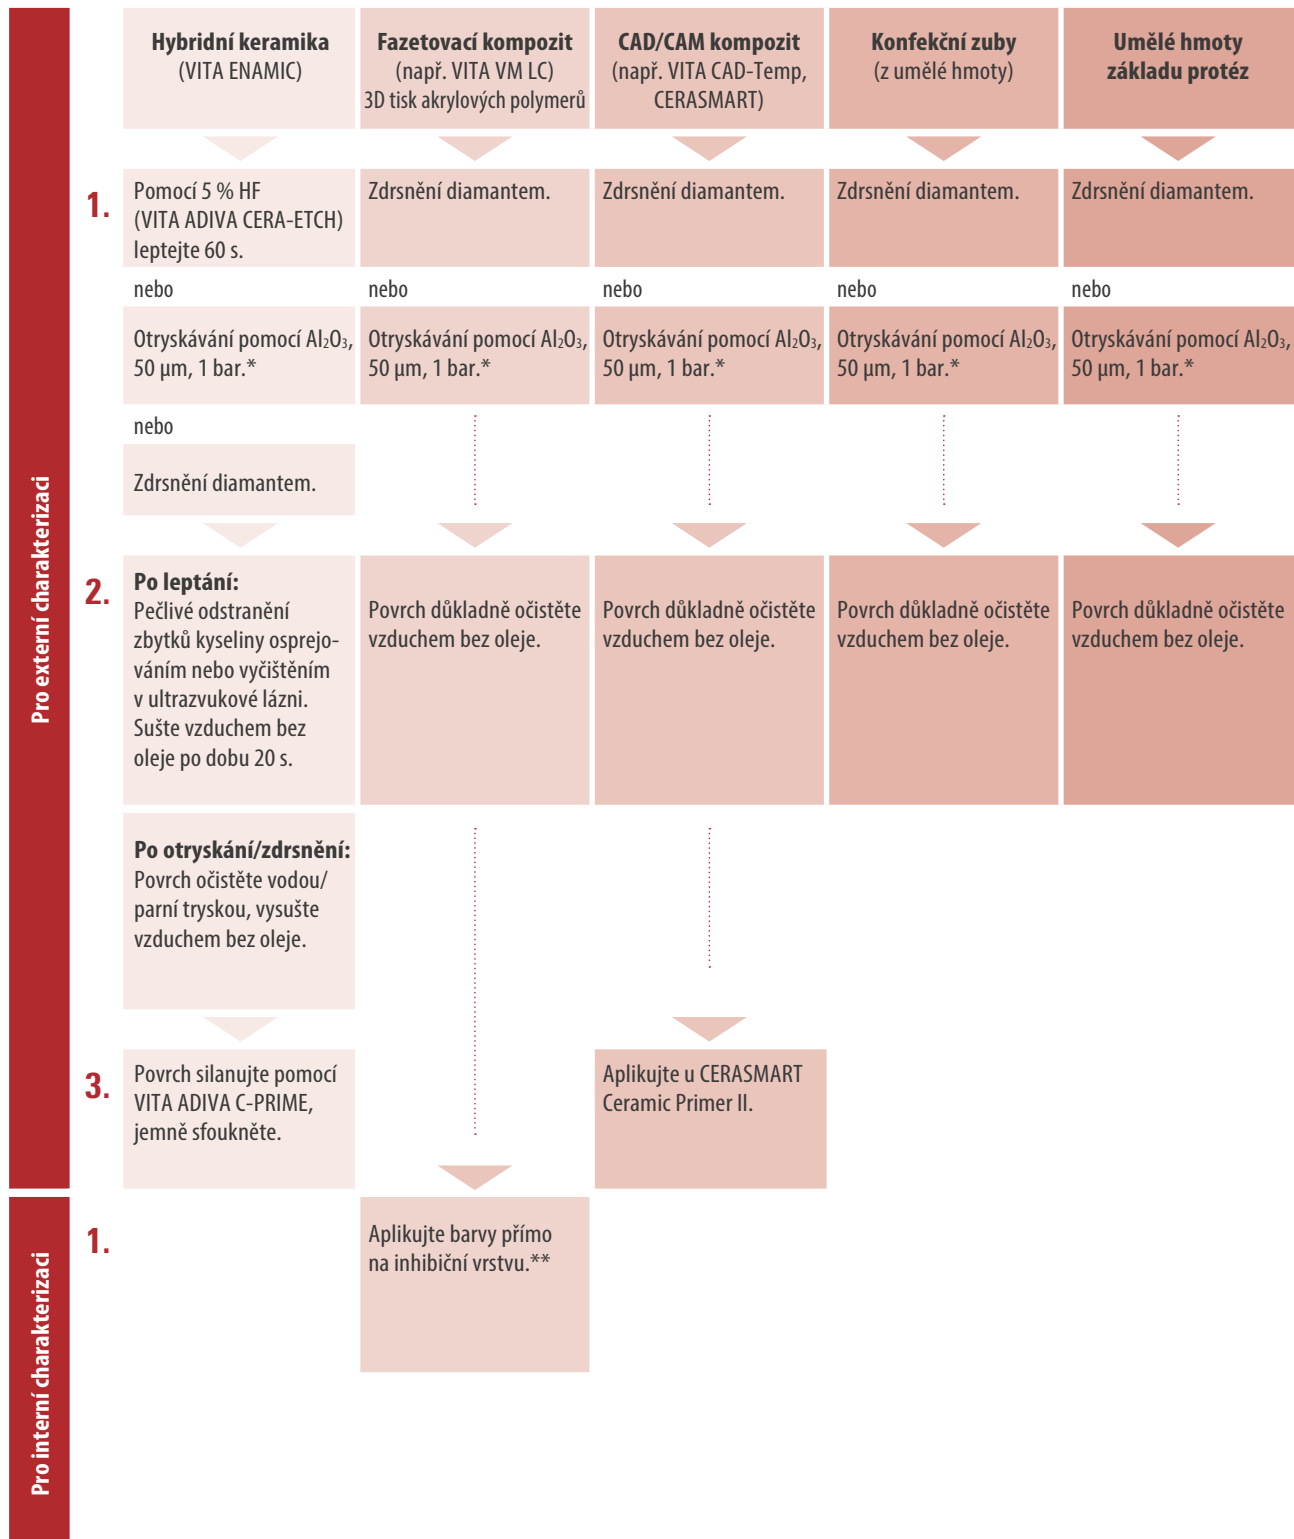 Hybridní keramika
(VITA ENAMIC)
Fazetovací kompozit
(např. VITA VM LC)
3D tisk akrylových polymerů
CAD/CAM kompozit
(např. VITA CAD-Temp,
CERASMART)
Konfekční zuby
(z umělé hmoty)
Umělé hmoty
základu protéz
Pro externí charakterizaci
1.
Pomocí 5 % HF
(VITA ADIVA CERA-ETCH)
leptejte 60 s.
Zdrsnění diamantem.
Zdrsnění diamantem.
Zdrsnění diamantem.
Zdrsnění diamantem.
nebo
nebo
nebo
nebo
nebo
Otryskávání pomocí Al₂O₃,
50 µm, 1 bar.*
Otryskávání pomocí Al₂O₃,
50 µm, 1 bar.*
Otryskávání pomocí Al₂O₃,
50 µm, 1 bar.*
Otryskávání pomocí Al₂O₃,
50 µm, 1 bar.*
Otryskávání pomocí Al₂O₃,
50 µm, 1 bar.*
nebo
Zdrsnění diamantem.
2.
Po leptání:
Pečlivé odstranění
zbytků kyseliny osprejo-
váním nebo vyčištěním
v ultrazvukové lázni.
Sušte vzduchem bez
oleje po dobu 20 s.
Povrch důkladně očistěte
vzduchem bez oleje.
Povrch důkladně očistěte
vzduchem bez oleje.
Povrch důkladně očistěte
vzduchem bez oleje.
Povrch důkladně očistěte
vzduchem bez oleje.
Po otryskání/zdrsnění:
Povrch očistěte vodou/
parní tryskou, vysušte
vzduchem bez oleje.
3.
Povrch silanujte pomocí
VITA ADIVA C-PRIME,
jemně sfoukněte.
Aplikujte u CERASMART
Ceramic Primer II.
Pro interní charakterizaci
1.
Aplikujte barvy přímo
na inhibiční vrstvu.**